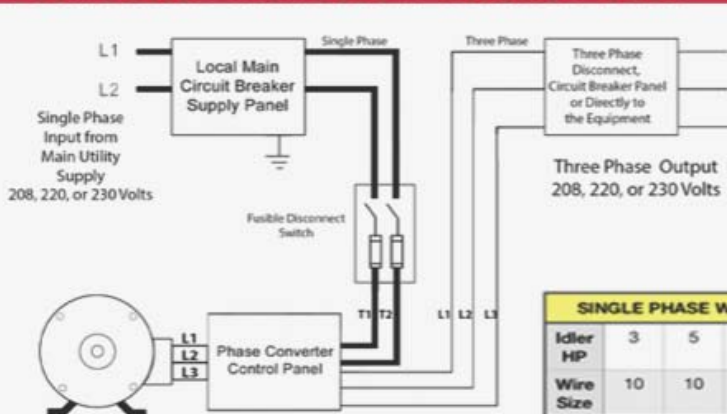 L1
L2
Single Phase
Input from
Main Utility
Supply
208, 220, or 230 Volts
Local Main
Circuit Breaker
Supply Panel
Single Phase
Three Phase
Three Phase
Disconnect,
Circuit Breaker Panel
or Directly to
the Equipment
Three Phase Output
208, 220, or 230 Volts
Fusible Disconnect
Switch
T1 T2
L1 L2 L3
L1
L2
L3
Phase Converter
Control Panel
SINGLE PHASE W
Idler HP 3 5
Wire Size 10 10